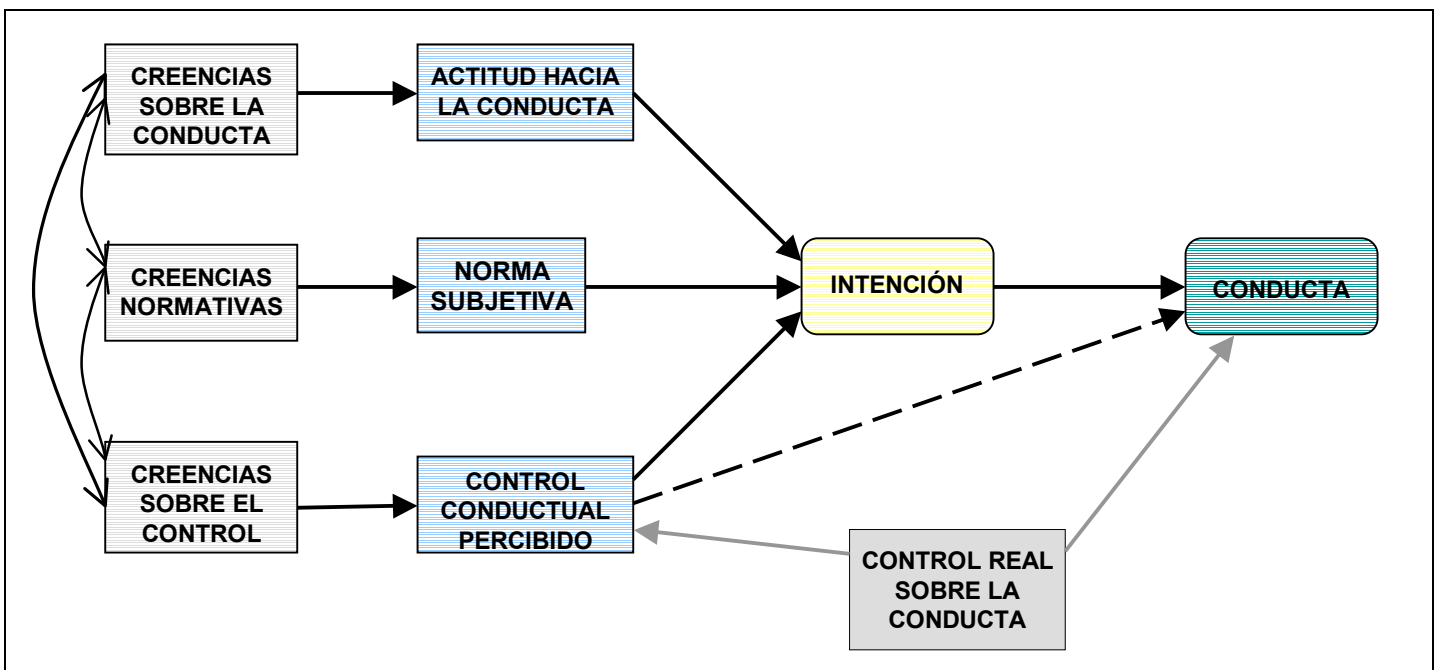 CREENCIAS
SOBRE LA
CONDUCTA
ACTITUD HACIA
LA CONDUCTA
CREENCIAS
NORMATIVAS
NORMA
SUBJETIVA
INTENCIÓN
CONDUCTA
CREENCIAS
SOBRE EL
CONTROL
CONTROL
CONDUCTUAL
PERCIBIDO
CONTROL REAL
SOBRE LA
CONDUCTA